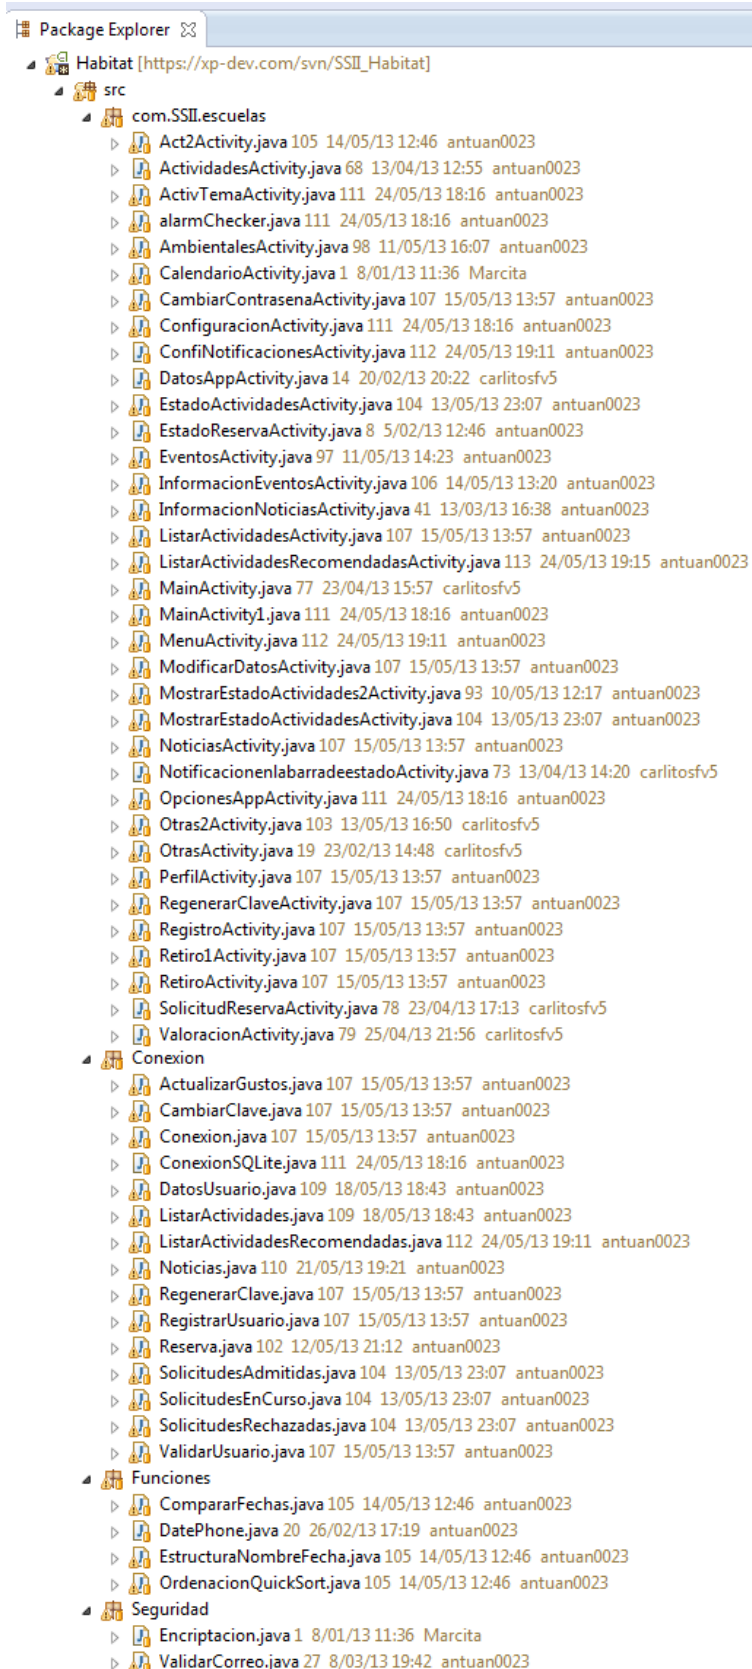 Package Explorer
Habitat [https://xp-dev.com/svn/SSII_Habitat]
src
com.SSII.escuelas
Act2Activity.java 105 14/05/13 12:46 antuan0023
ActividadesActivity.java 68 13/04/13 12:55 antuan0023
ActivTemaActivity.java 111 24/05/13 18:16 antuan0023
alarmChecker.java 111 24/05/13 18:16 antuan0023
AmbientalesActivity.java 98 11/05/13 16:07 antuan0023
CalendarioActivity.java 1 8/01/13 11:36 Marcita
CambiarContrasenaActivity.java 107 15/05/13 13:57 antuan0023
ConfiguracionActivity.java 111 24/05/13 18:16 antuan0023
ConfiNotificacionesActivity.java 112 24/05/13 19:11 antuan0023
DatosAppActivity.java 14 20/02/13 20:22 carlitosfv5
EstadoActividadesActivity.java 104 13/05/13 23:07 antuan0023
EstadoReservaActivity.java 8 5/02/13 12:46 antuan0023
EventosActivity.java 97 11/05/13 14:23 antuan0023
InformacionEventosActivity.java 106 14/05/13 13:20 antuan0023
InformacionNoticiasActivity.java 41 13/03/13 16:38 antuan0023
ListarActividadesActivity.java 107 15/05/13 13:57 antuan0023
ListarActividadesRecomendadasActivity.java 113 24/05/13 19:15 antuan0023
MainActivity.java 77 23/04/13 15:57 carlitosfv5
MainActivity1.java 111 24/05/13 18:16 antuan0023
MenuActivity.java 112 24/05/13 19:11 antuan0023
ModificarDatosActivity.java 107 15/05/13 13:57 antuan0023
MostrarEstadoActividades2Activity.java 93 10/05/13 12:17 antuan0023
MostrarEstadoActividadesActivity.java 104 13/05/13 23:07 antuan0023
NoticiasActivity.java 107 15/05/13 13:57 antuan0023
NotificacionenlabarradeestadoActivity.java 73 13/04/13 14:20 carlitosfv5
OpcionesAppActivity.java 111 24/05/13 18:16 antuan0023
Otras2Activity.java 103 13/05/13 16:50 carlitosfv5
OtrasActivity.java 19 23/02/13 14:48 carlitosfv5
PerfilActivity.java 107 15/05/13 13:57 antuan0023
RegenerarClaveActivity.java 107 15/05/13 13:57 antuan0023
RegistroActivity.java 107 15/05/13 13:57 antuan0023
Retiro1Activity.java 107 15/05/13 13:57 antuan0023
RetiroActivity.java 107 15/05/13 13:57 antuan0023
SolicitudReservaActivity.java 78 23/04/13 17:13 carlitosfv5
ValoracionActivity.java 79 25/04/13 21:56 carlitosfv5
Conexion
ActualizarGustos.java 107 15/05/13 13:57 antuan0023
CambiarClave.java 107 15/05/13 13:57 antuan0023
Conexion.java 107 15/05/13 13:57 antuan0023
ConexionSQLite.java 111 24/05/13 18:16 antuan0023
DatosUsuario.java 109 18/05/13 18:43 antuan0023
ListarActividades.java 109 18/05/13 18:43 antuan0023
ListarActividadesRecomendadas.java 112 24/05/13 19:11 antuan0023
Noticias.java 110 21/05/13 19:21 antuan0023
RegenerarClave.java 107 15/05/13 13:57 antuan0023
RegistrarUsuario.java 107 15/05/13 13:57 antuan0023
Reserva.java 102 12/05/13 21:12 antuan0023
SolicitudesAdmitidas.java 104 13/05/13 23:07 antuan0023
SolicitudesEnCurso.java 104 13/05/13 23:07 antuan0023
SolicitudesRechazadas.java 104 13/05/13 23:07 antuan0023
ValidarUsuario.java 107 15/05/13 13:57 antuan0023
Funciones
CompararFechas.java 105 14/05/13 12:46 antuan0023
DatePhone.java 20 26/02/13 17:19 antuan0023
EstructuraNombreFecha.java 105 14/05/13 12:46 antuan0023
OrdenacionQuickSort.java 105 14/05/13 12:46 antuan0023
Seguridad
Encriptacion.java 1 8/01/13 11:36 Marcita
ValidarCorreo.java 27 8/03/13 19:42 antuan0023